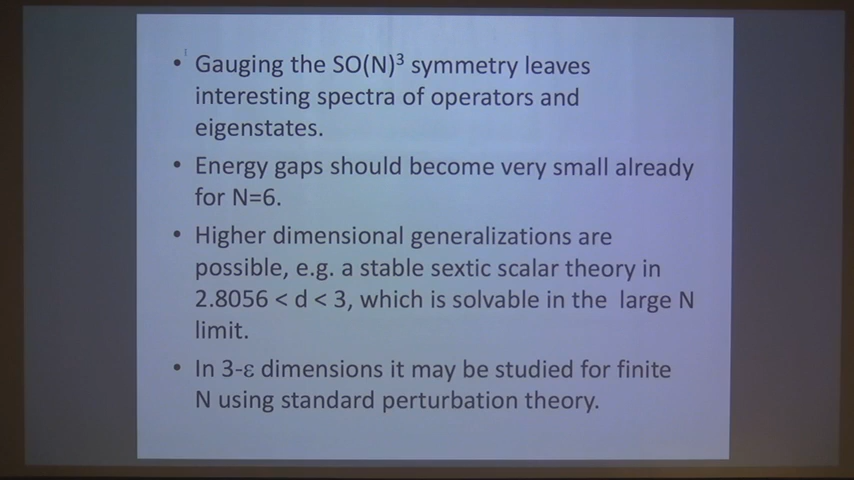 • Gauging the SO(N)³ symmetry leaves
interesting spectra of operators and
eigenstates.
• Energy gaps should become very small already
for N=6.
• Higher dimensional generalizations are
possible, e.g. a stable sextic scalar theory in
2.8056 < d < 3, which is solvable in the large N
limit.
• In 3-ε dimensions it may be studied for finite
N using standard perturbation theory.